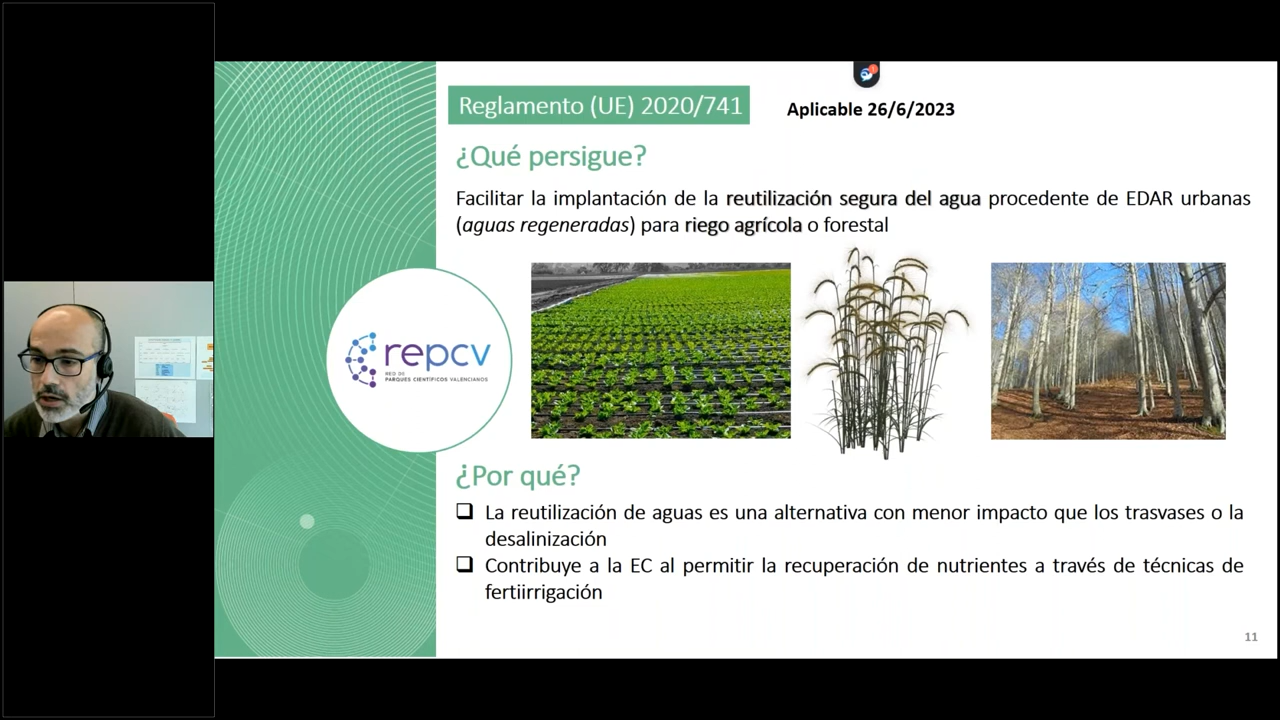 Reglamento (UE) 2020/741
Aplicable 26/6/2023
¿Qué persigue?
Facilitar la implantación de la reutilización segura del agua procedente de EDAR urbanas
(aguas regeneradas) para riego agrícola o forestal
repcv
RED DE
PARQUES CIENTÍFICOS VALENCIANOS
¿Por qué?
La reutilización de aguas es una alternativa con menor impacto que los trasvases o la
desalinización
Contribuye a la EC al permitir la recuperación de nutrientes a través de técnicas de
fertiirrigación
11